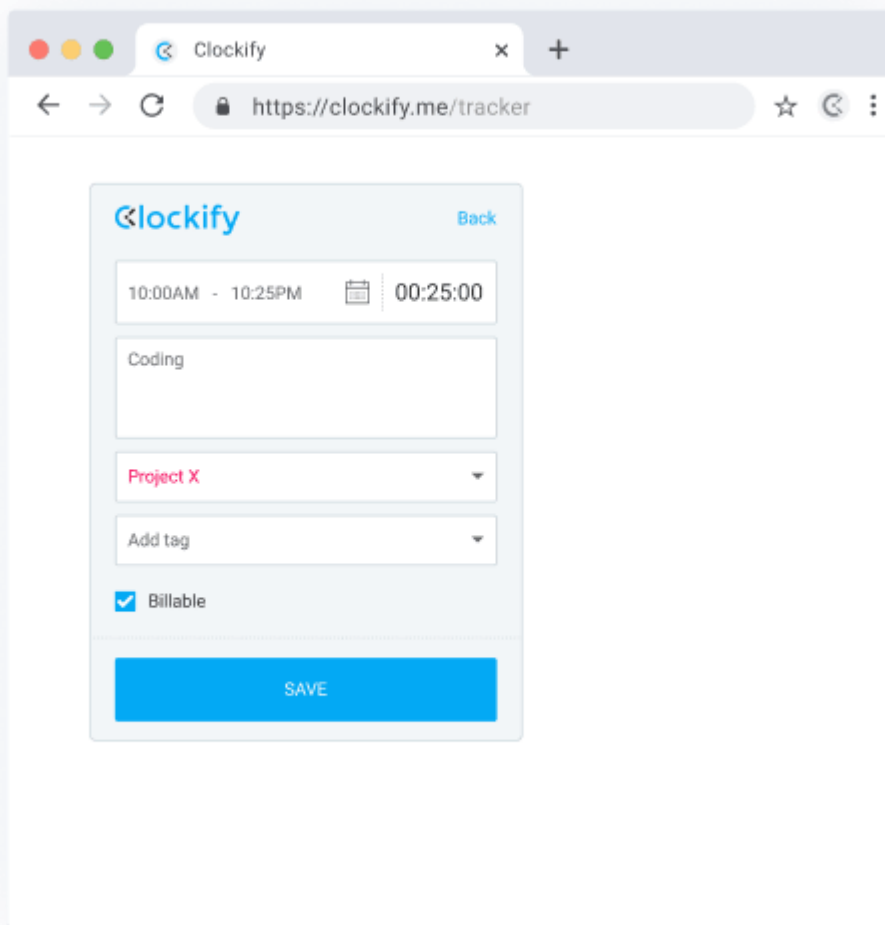 Clockify
https://clockify.me/tracker
Clockify Back
10:00AM - 10:25PM 00:25:00
Coding
Project X
Add tag
Billable
SAVE